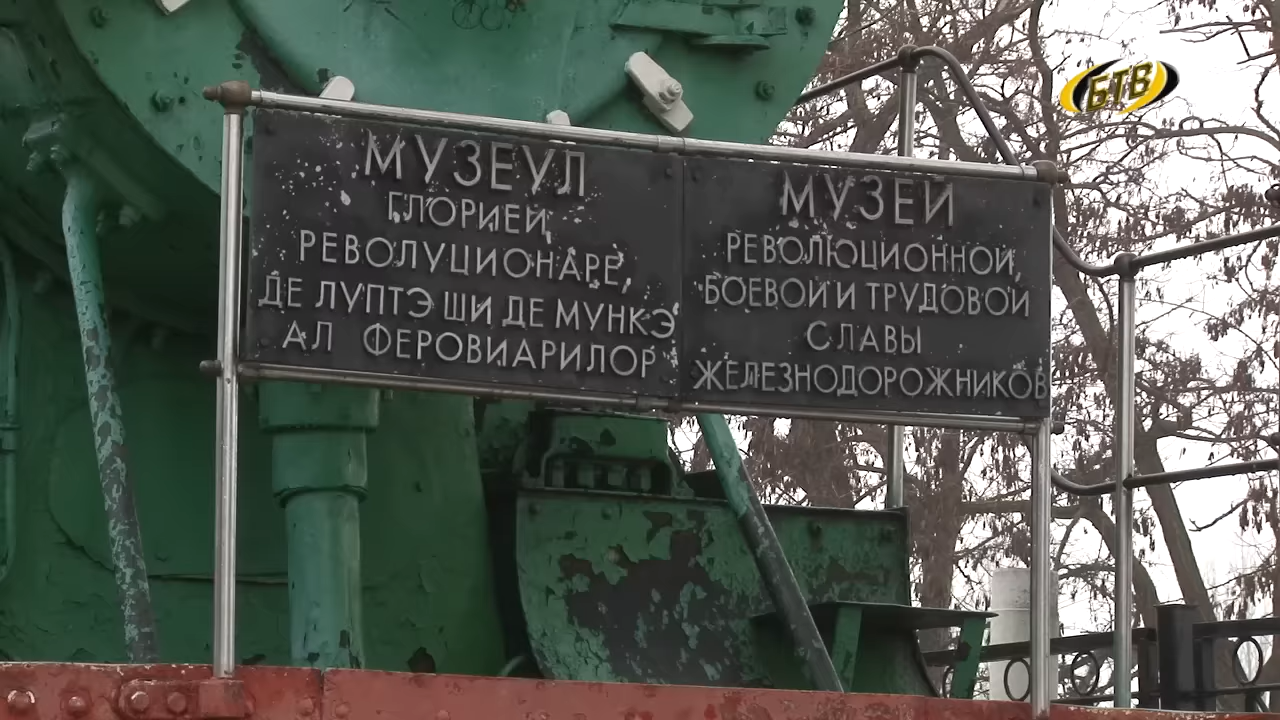 МУЗЕУЛ
ГЛОРИЕЙ
РЕВОЛУЦИОНАРЕ,
ДЕ ЛУПТЭ ШИ ДЕ МУНКЭ
АЛ ФЕРОВИАРИЛОР
МУЗЕЙ
РЕВОЛЮЦИОННОЙ,
БОЕВОЙ И ТРУДОВОЙ
СЛАВЫ
ЖЕЛЕЗНОДОРОЖНИКОВ
БТВ